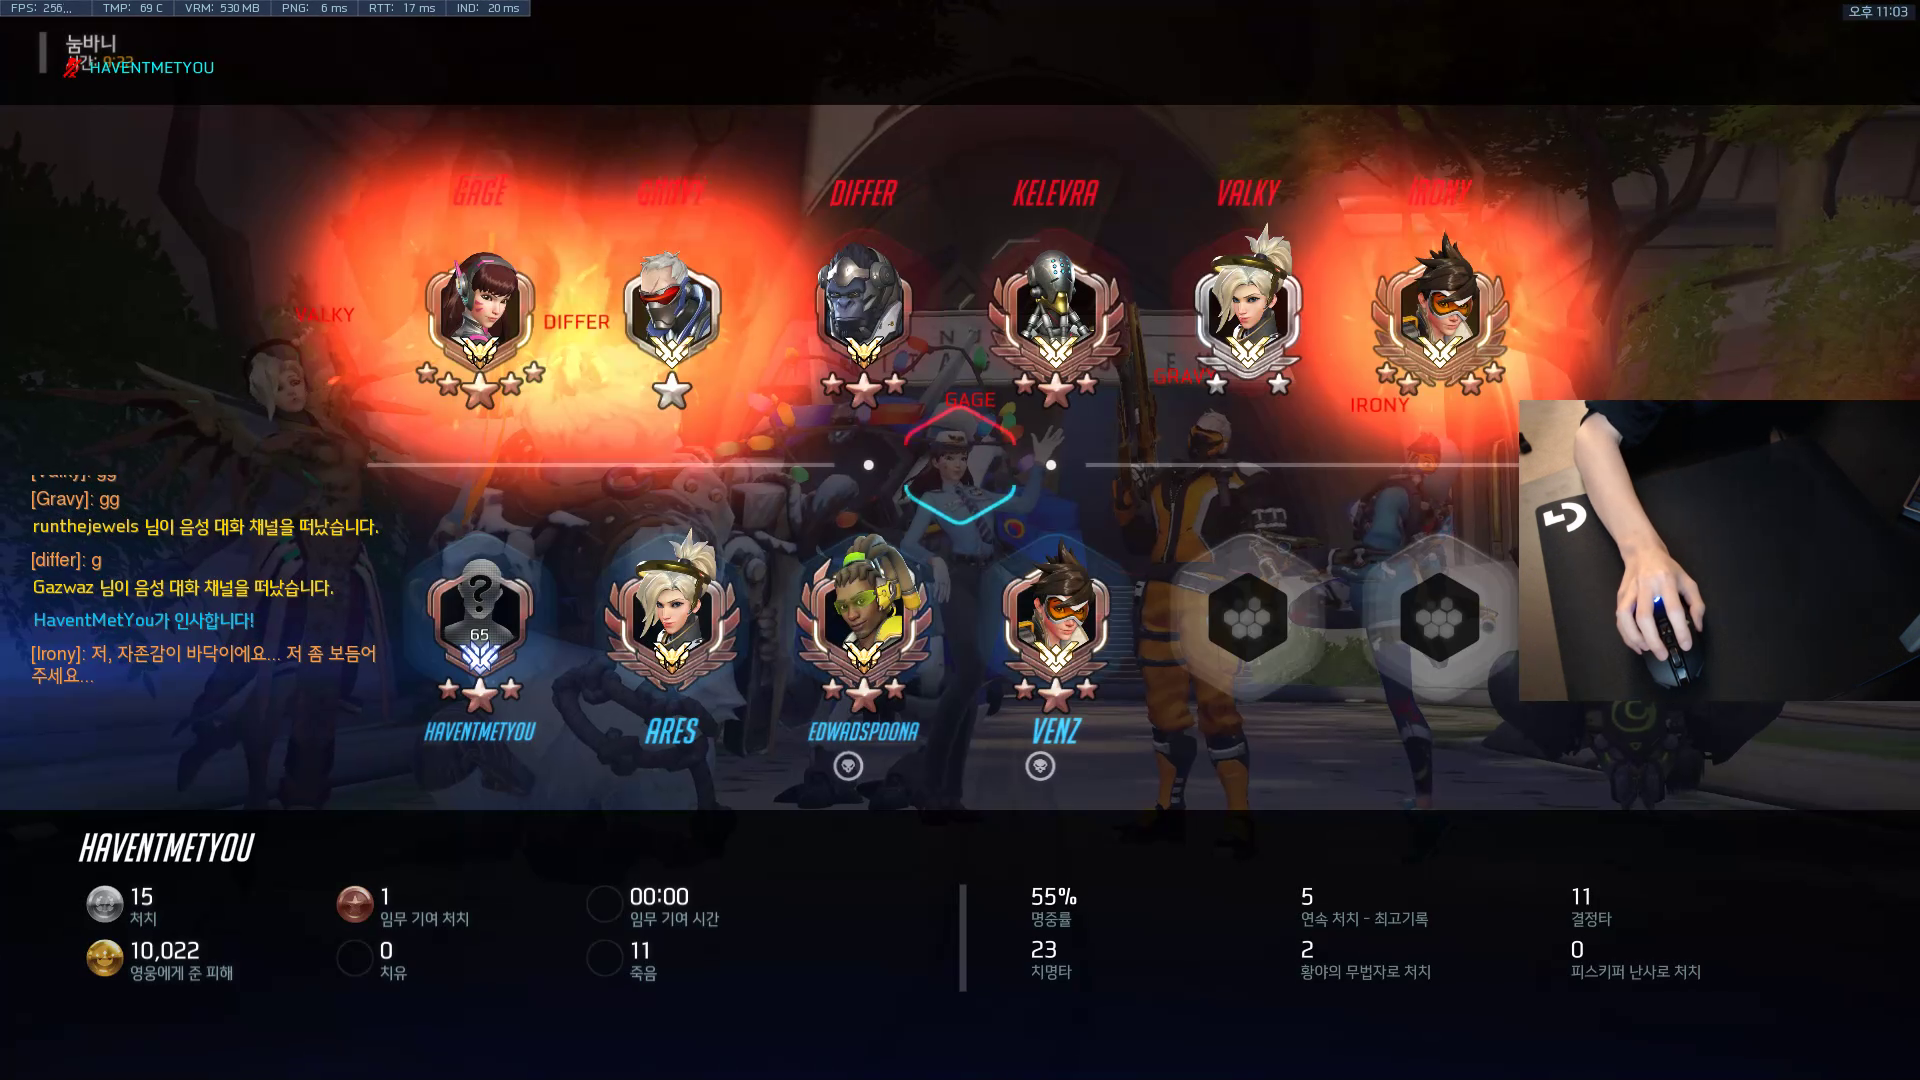 FPS: 256... TMP: 69 C VRM: 530 MB PNG: 6 ms RTT: 17 ms IND: 20 ms
오후 11:03
눔바니
HAVENTMETYOU
GAGE DIFFER KELEVRA VALKY IRONY
VALKY
DIFFER
GRAVY
GAGE
IRONY
[Valky]: gg
[Gravy]: gg
runthejewels 님이 음성 대화 채널을 떠났습니다.
[differ]: g
Gazwaz 님이 음성 대화 채널을 떠났습니다.
HaventMetYou가 인사합니다!
[Irony]: 저, 자존감이 바닥이에요... 저 좀 보듬어
주세요...
65
HAVENTMETYOU ARES EDWADSPOONA VENZ
HAVENTMETYOU
15 1 00:00 55% 5 11
처치 임무 기여 처치 임무 기여 시간 명중률 연속 처치 - 최고기록 결정타
10,022 0 11 23 2 0
영웅에게 준 피해 치유 죽음 치명타 황야의 무법자로 처치 피스키퍼 난사로 처치